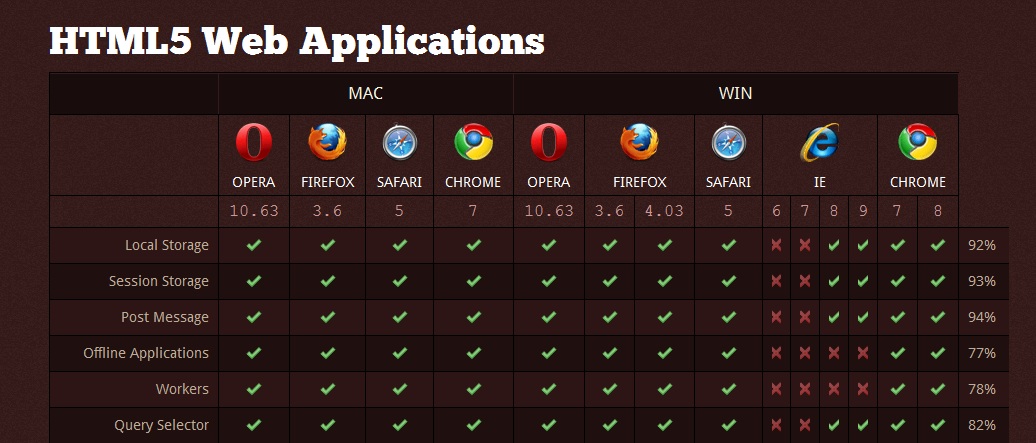 HTML5 Web Applications
MAC WIN
OPERA FIREFOX SAFARI CHROME OPERA FIREFOX SAFARI IE CHROME
10.63 3.6 5 7 10.63 3.6 4.03 5 6 7 8 9 7 8
Local Storage 92%
Session Storage 93%
Post Message 94%
Offline Applications 77%
Workers 78%
Query Selector 82%